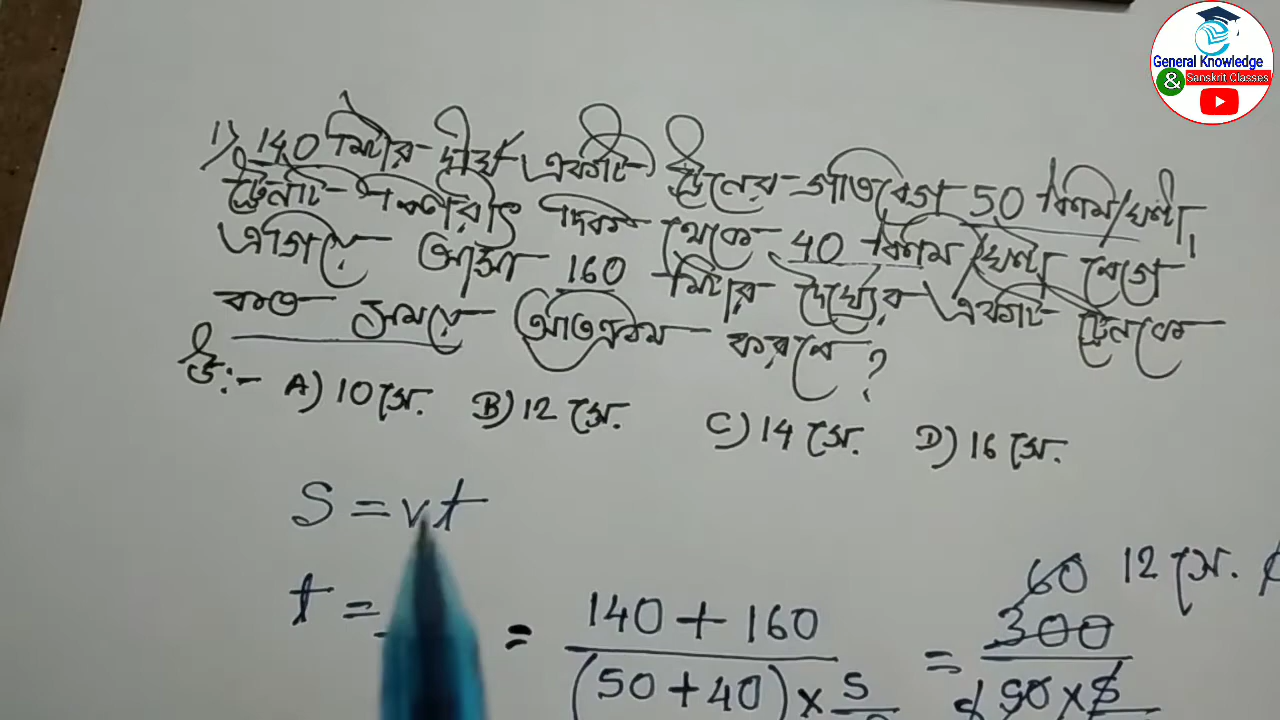 General Knowledge
& Sanskrit Classes
1) 140 মিটার দীর্ঘ একটি ট্রেনের গতিবেগ 50 কিমি/ঘণ্টা,
ট্রেনটি বিপরীত দিক থেকে 40 কিমি/ঘণ্টা বেগে
এগিয়ে আসা 160 মিটার দৈর্ঘ্যের একটি ট্রেনকে
কত সময়ে অতিক্রম করবে?
উ:- A) 10 সে. B) 12 সে. C) 14 সে. D) 16 সে.
S = vt
t = = 140 + 160 = 300 60 12 সে.
(50 + 40) × 5 90 × 5